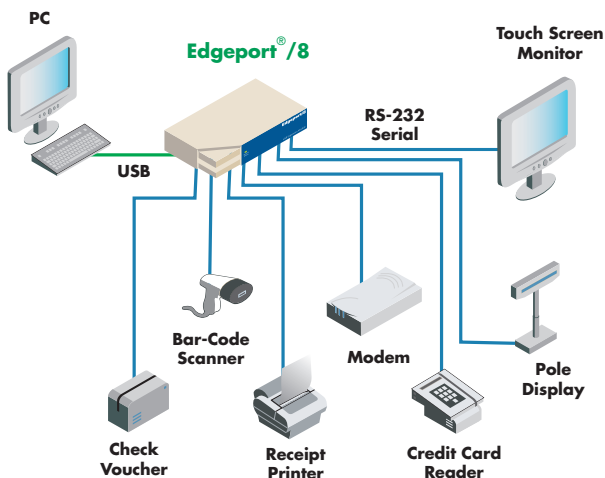 PC
Edgeport®/8
Touch Screen
Monitor
RS-232
Serial
USB
Bar-Code
Scanner
Modem
Pole
Display
Check
Voucher
Receipt
Printer
Credit Card
Reader